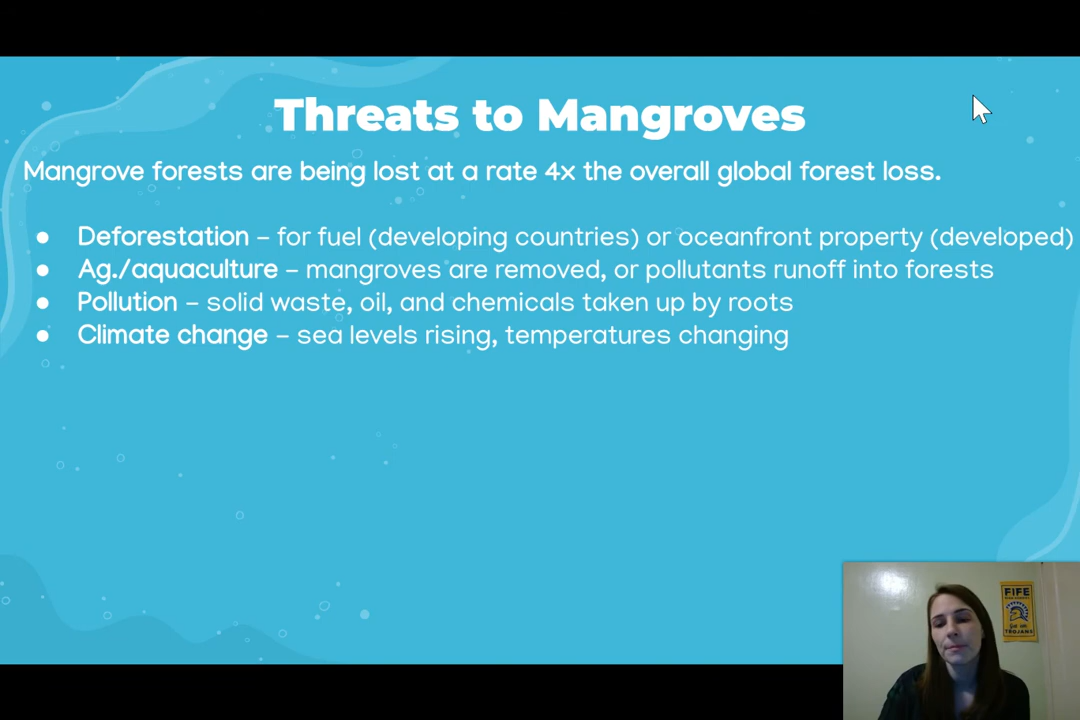 Threats to Mangroves
Mangrove forests are being lost at a rate 4x the overall global forest loss.
● Deforestation – for fuel (developing countries) or oceanfront property (developed)
● Ag./aquaculture – mangroves are removed, or pollutants runoff into forests
● Pollution – solid waste, oil, and chemicals taken up by roots
● Climate change – sea levels rising, temperatures changing
FIFE
TROJANS